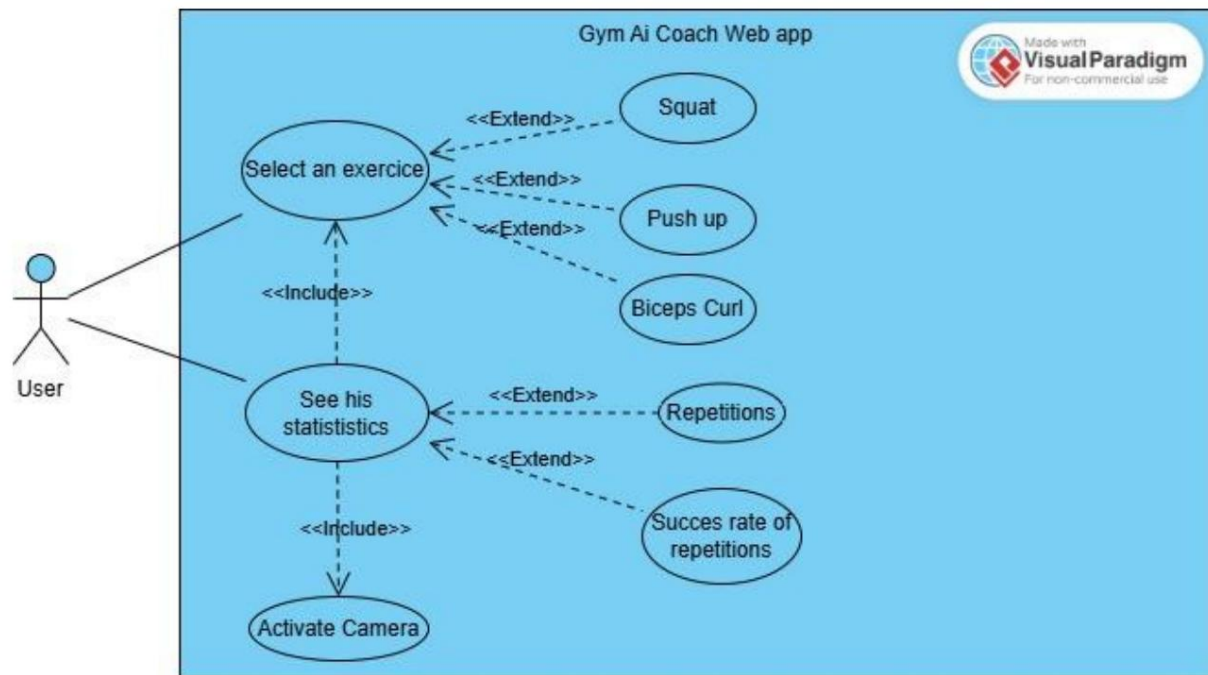 Gym Ai Coach Web app
Made with
Visual Paradigm
For non-commercial use
Squat
<<Extend>>
Select an exercice
<<Extend>>
Push up
<<Extend>>
Biceps Curl
<<Include>>
User
See his
statististics
<<Extend>>
Repetitions
<<Extend>>
Succes rate of
repetitions
<<Include>>
Activate Camera